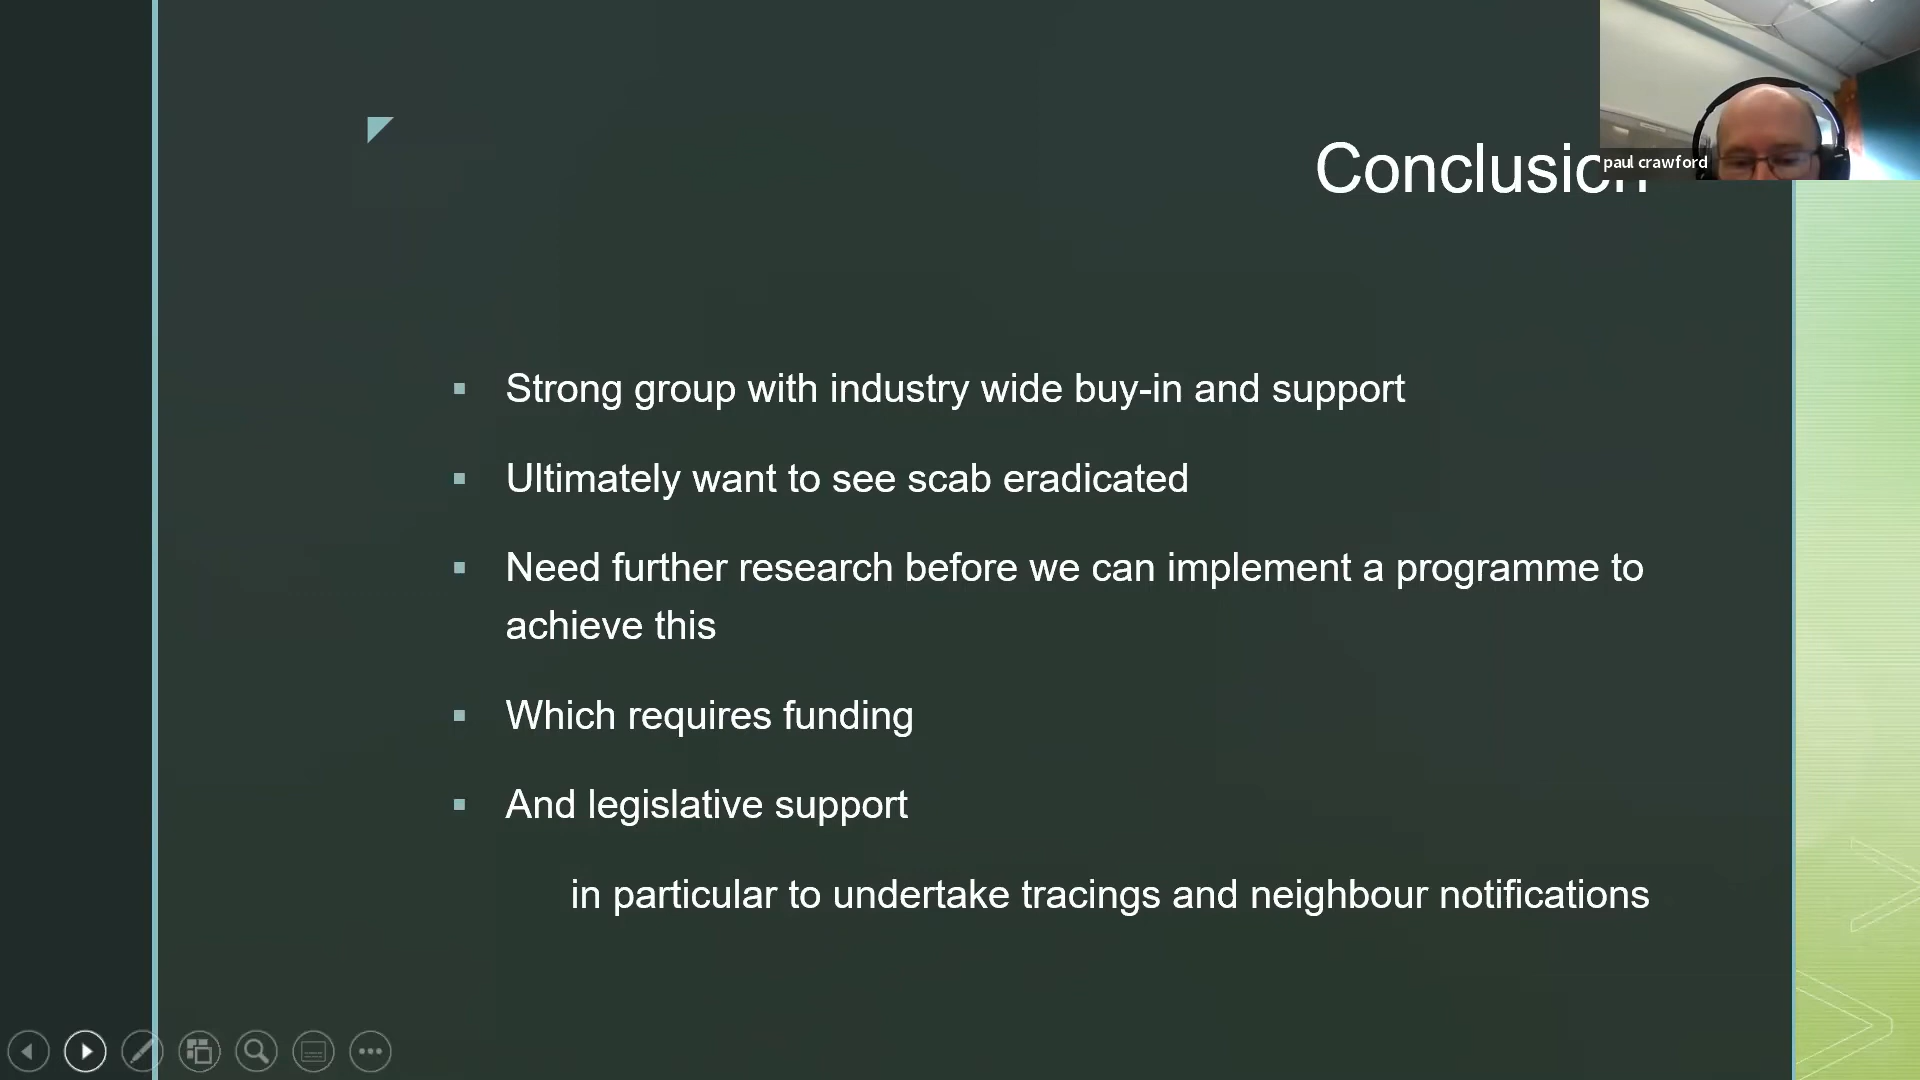 Conclusion
paul crawford
Strong group with industry wide buy-in and support
Ultimately want to see scab eradicated
Need further research before we can implement a programme to
achieve this
Which requires funding
And legislative support
in particular to undertake tracings and neighbour notifications